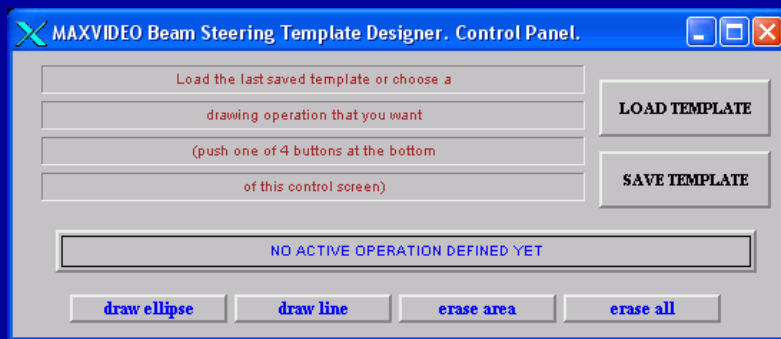 MAXVIDEO Beam Steering Template Designer. Control Panel.
Load the last saved template or choose a
drawing operation that you want
(push one of 4 buttons at the bottom
of this control screen)
LOAD TEMPLATE
SAVE TEMPLATE
NO ACTIVE OPERATION DEFINED YET
draw ellipse
draw line
erase area
erase all